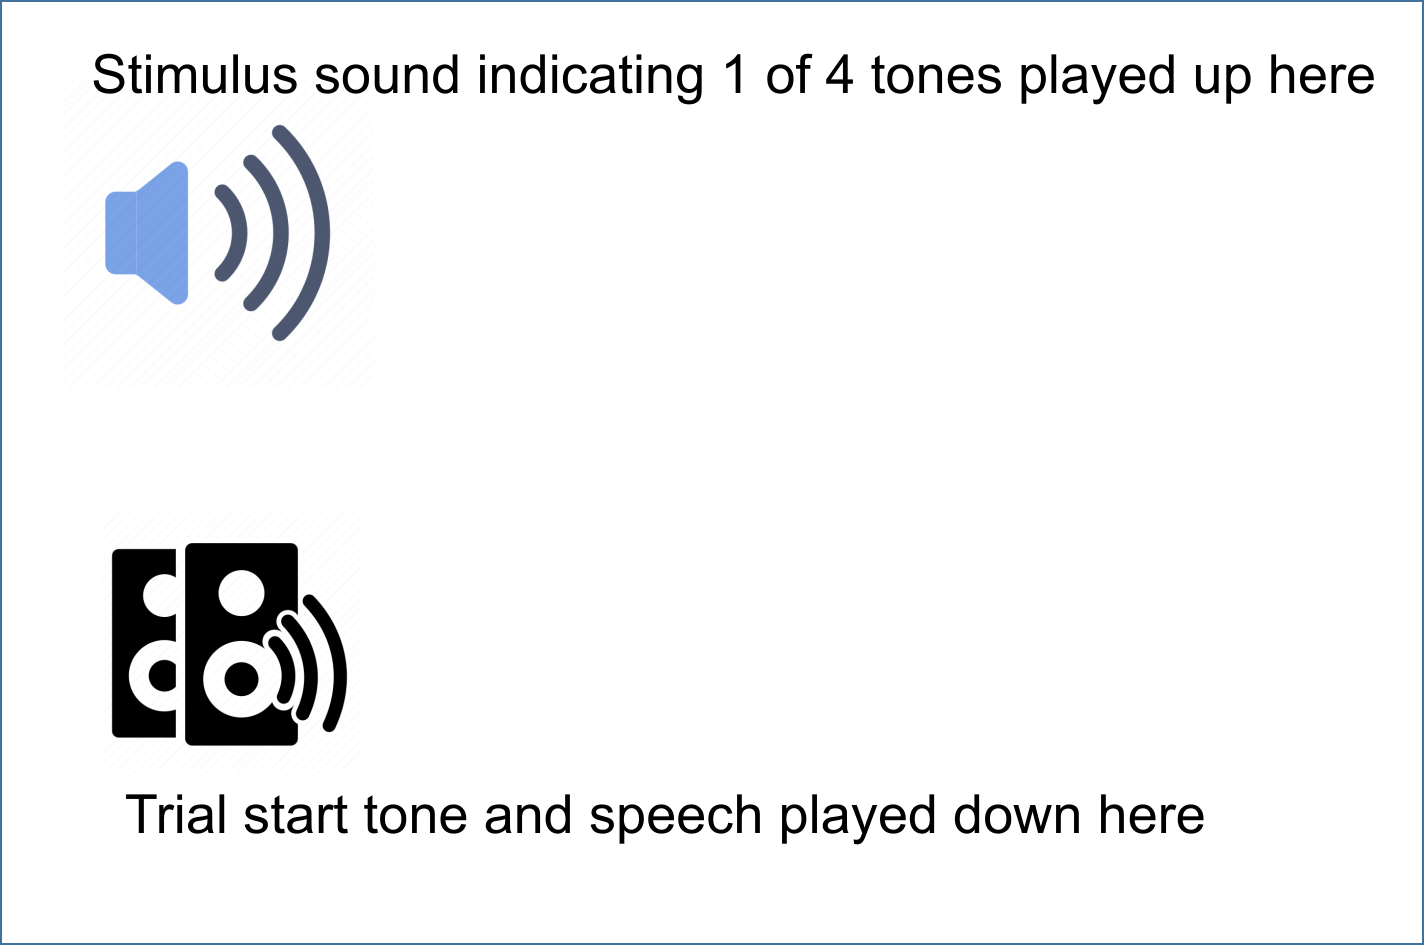 Stimulus sound indicating 1 of 4 tones played up here
Trial start tone and speech played down here